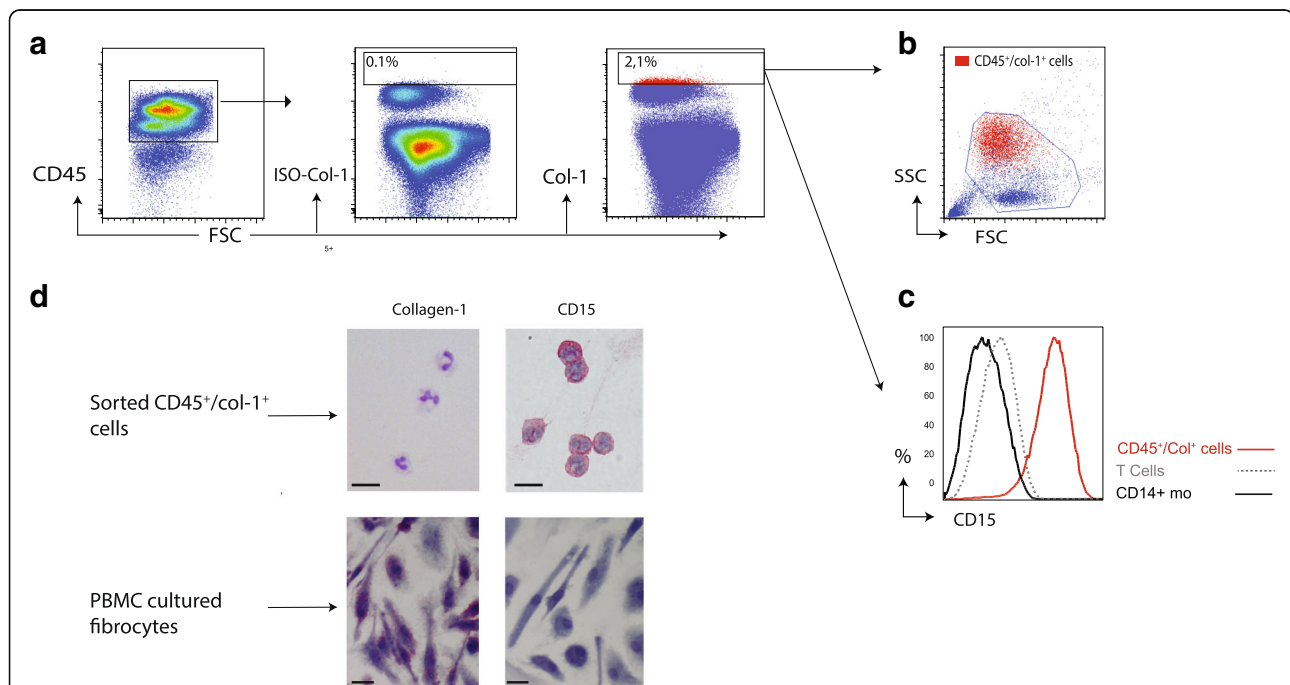 a
CD45
FSC
0.1%
ISO-Col-1
5+
2,1%
Col-1
b
CD45⁺/col-1⁺ cells
SSC
FSC
c
100
80
60
40
20
0
%
CD15
CD45⁺/Col⁺ cells
T Cells
CD14+ mo
d
Collagen-1
CD15
Sorted CD45⁺/col-1⁺
cells
PBMC cultured
fibrocytes